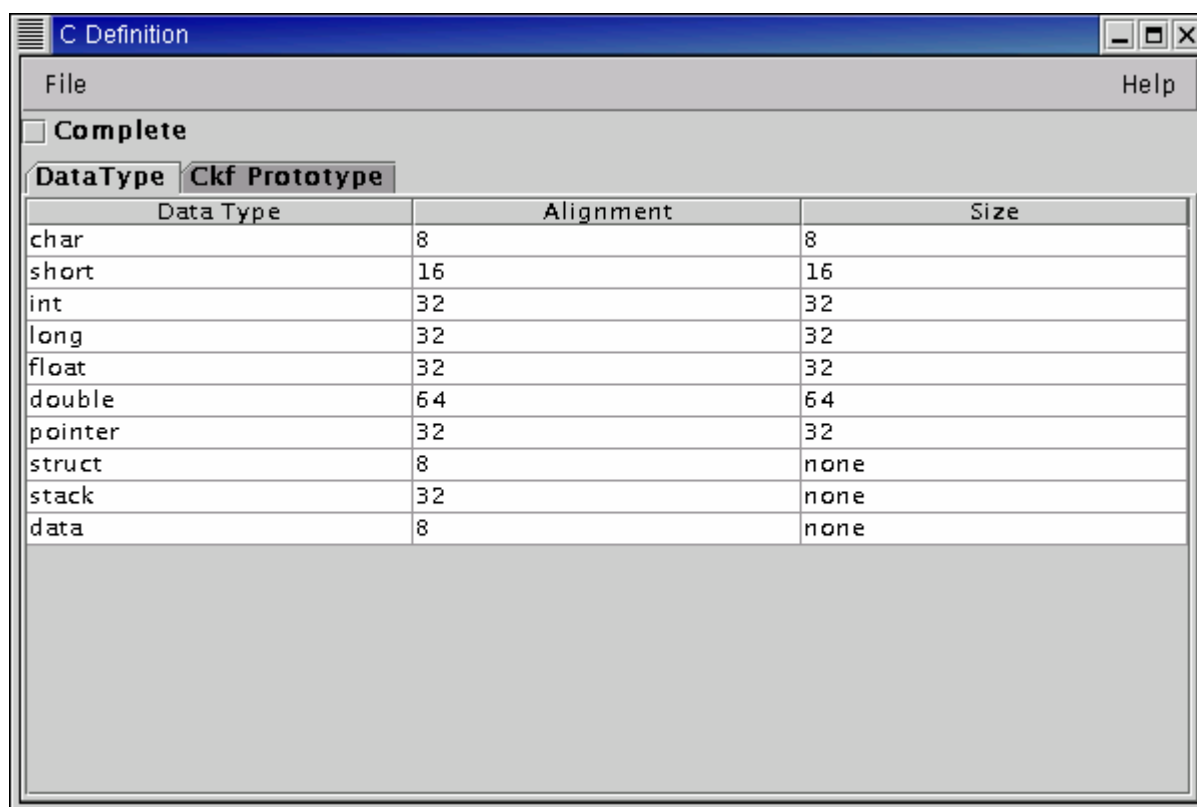 C Definition
File Help
Complete
DataType Ckf Prototype
Data Type Alignment Size
char 8 8
short 16 16
int 32 32
long 32 32
float 32 32
double 64 64
pointer 32 32
struct 8 none
stack 32 none
data 8 none